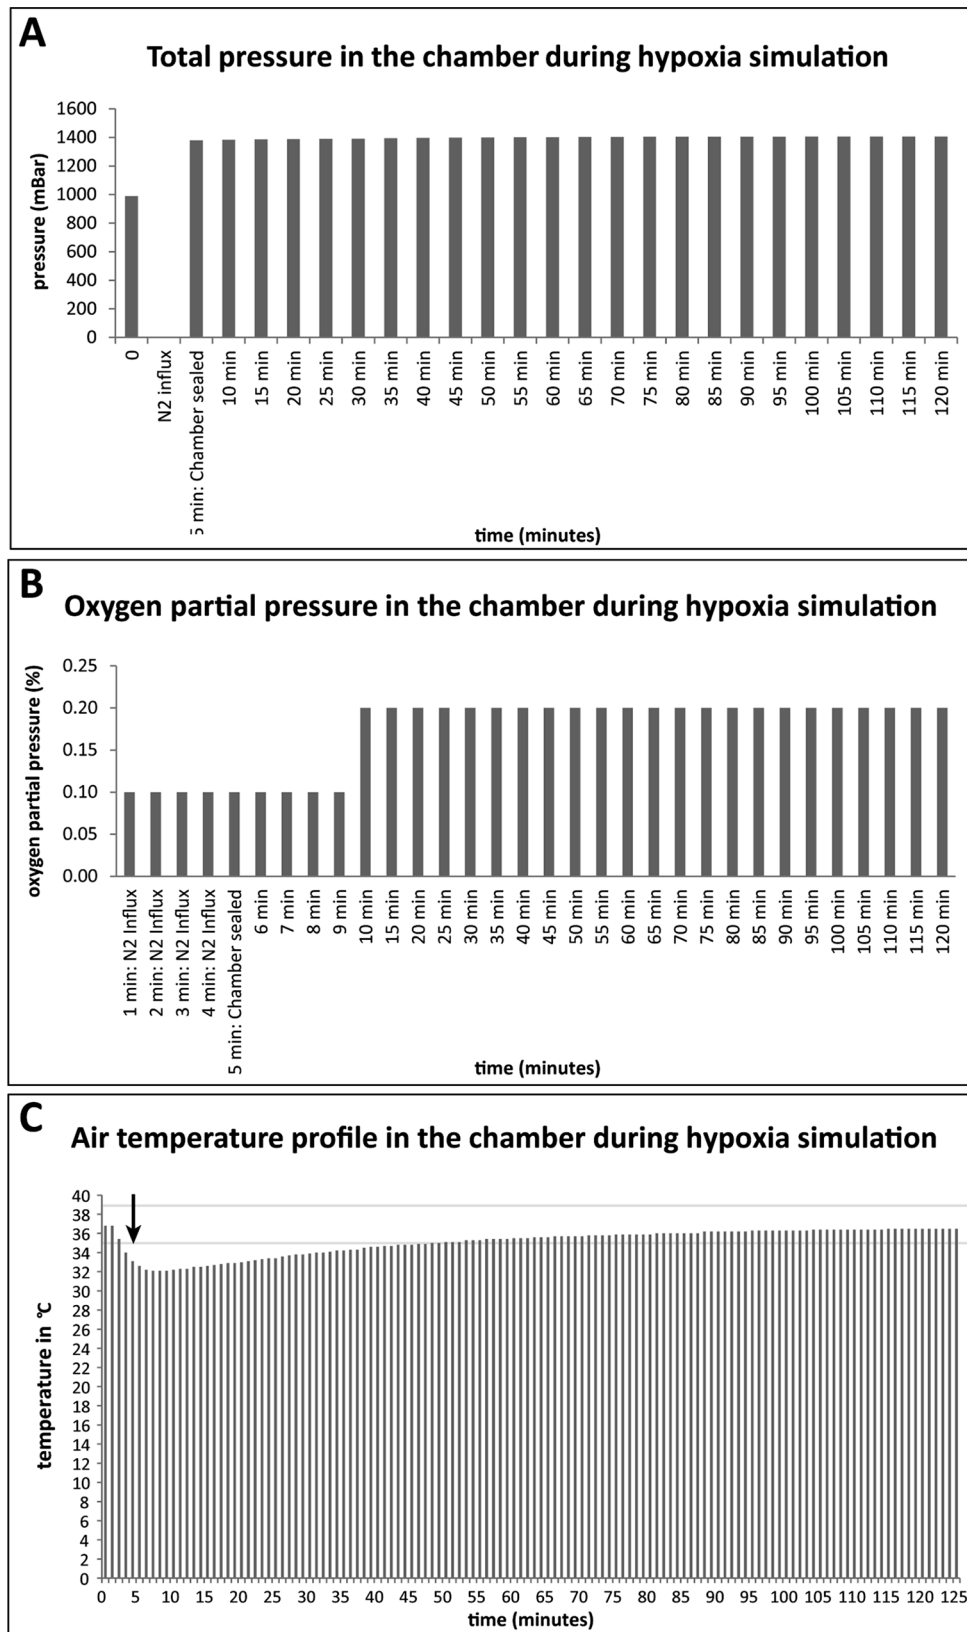 A
Total pressure in the chamber during hypoxia simulation
pressure (mBar)
1600
1400
1200
1000
800
600
400
200
0
0
N2 influx
5 min: Chamber sealed
10 min
15 min
20 min
25 min
30 min
35 min
40 min
45 min
50 min
55 min
60 min
65 min
70 min
75 min
80 min
85 min
90 min
95 min
100 min
105 min
110 min
115 min
120 min
time (minutes)
B
Oxygen partial pressure in the chamber during hypoxia simulation
oxygen partial pressure (%)
0.25
0.20
0.15
0.10
0.05
0.00
1 min: N2 Influx
2 min: N2 Influx
3 min: N2 Influx
4 min: N2 Influx
5 min: Chamber sealed
6 min
7 min
8 min
9 min
10 min
15 min
20 min
25 min
30 min
35 min
40 min
45 min
50 min
55 min
60 min
65 min
70 min
75 min
80 min
85 min
90 min
95 min
100 min
105 min
110 min
115 min
120 min
time (minutes)
C
Air temperature profile in the chamber during hypoxia simulation
temperature in °C
40
38
36
34
32
30
28
26
24
22
20
18
16
14
12
10
8
6
4
2
0
0 5 10 15 20 25 30 35 40 45 50 55 60 65 70 75 80 85 90 95 100 105 110 115 120 125
time (minutes)